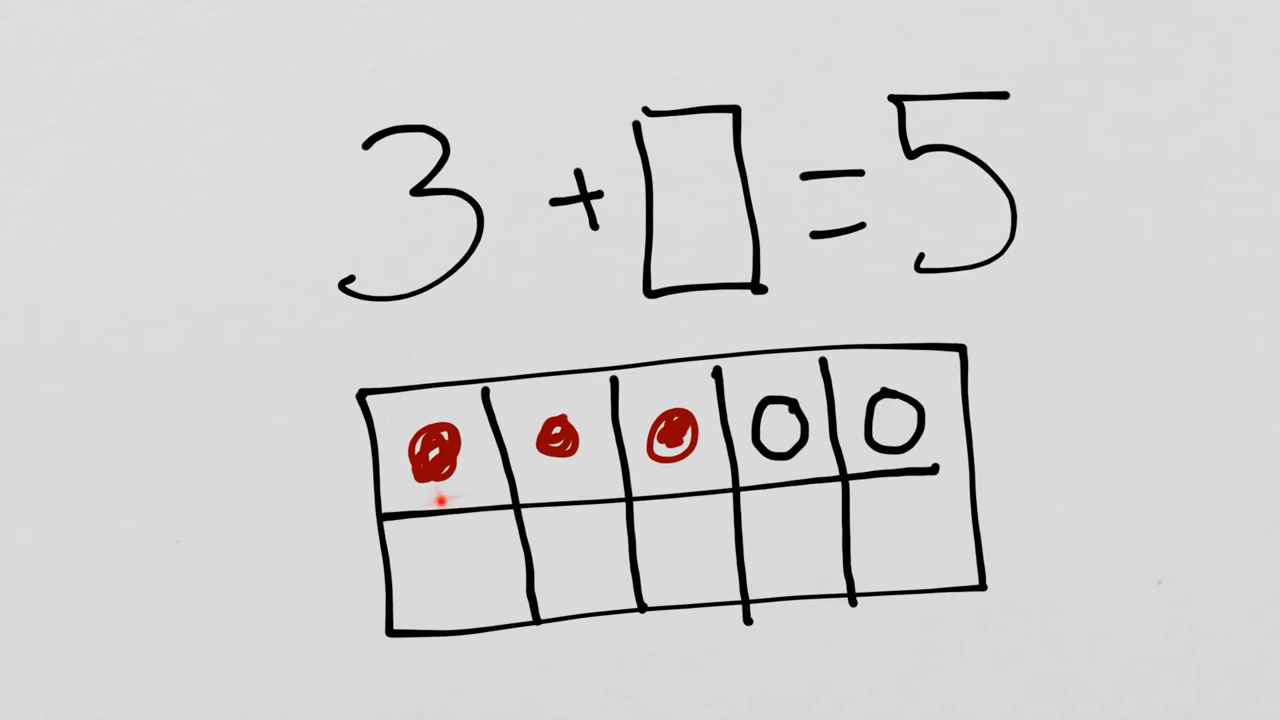 3 + □ = 5